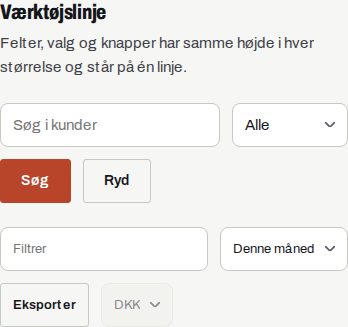 Værktøjslinje
Felter, valg og knapper har samme højde i hver
størrelse og står på én linje.
Søg i kunder
Alle
Søg
Ryd
Filtrer
Denne måned
Eksporter
DKK